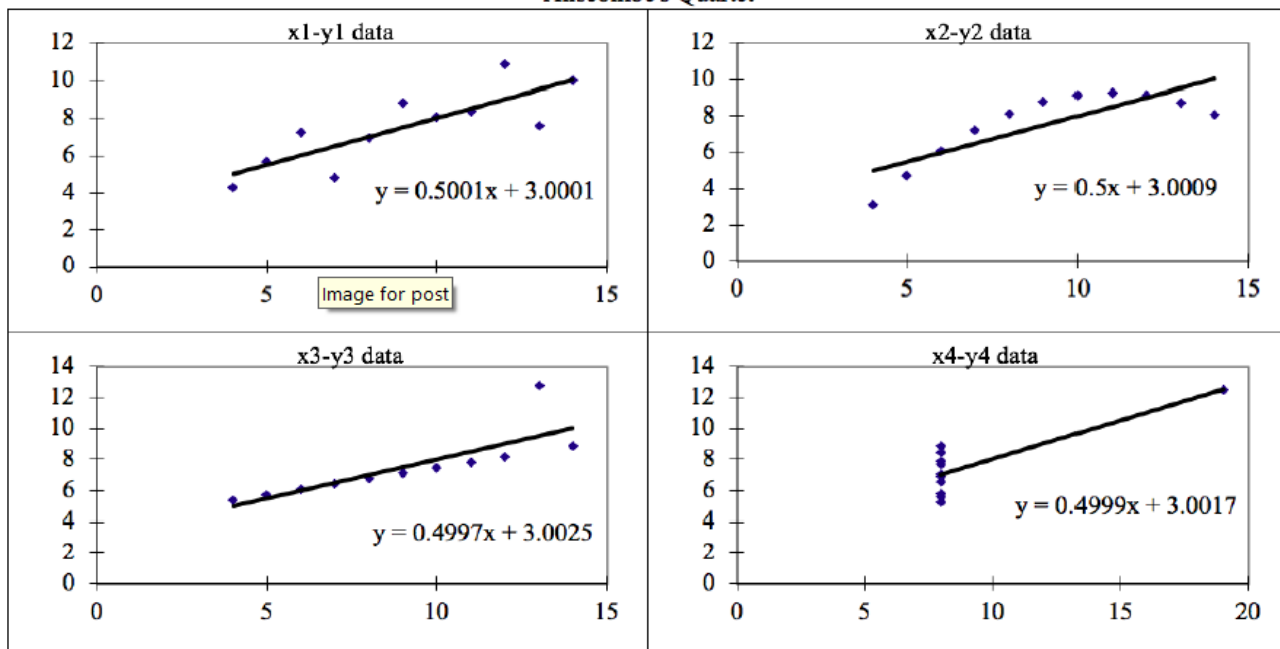 x1-y1 data
12
10
8
6
4
2
0
y = 0.5001x + 3.0001
0 5 10 15
Image for post
x2-y2 data
12
10
8
6
4
2
0
y = 0.5x + 3.0009
0 5 10 15
x3-y3 data
14
12
10
8
6
4
2
0
y = 0.4997x + 3.0025
0 5 10 15
x4-y4 data
14
12
10
8
6
4
2
0
y = 0.4999x + 3.0017
0 5 10 15 20